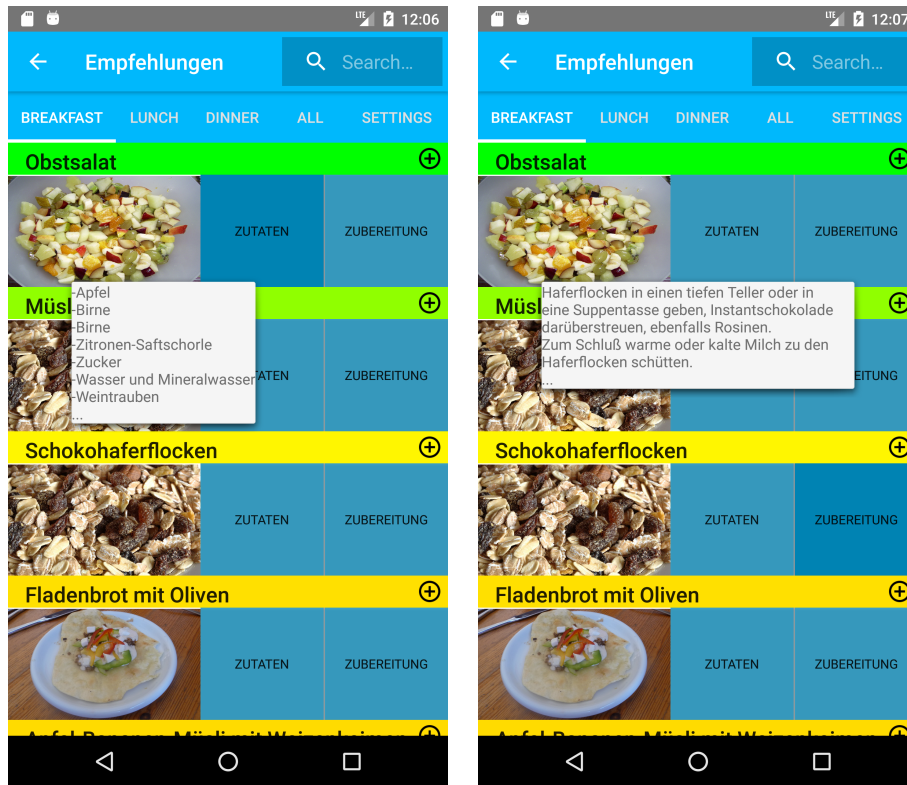 LTE 12:06
Empfehlungen
Search...
BREAKFAST LUNCH DINNER ALL SETTINGS
Obstsalat
ZUTATEN ZUBEREITUNG
Müsl
-Apfel
-Birne
-Birne
-Zitronen-Saftschorle
-Zucker
-Wasser und Mineralwasser
-Weintrauben
...
ATEN ZUBEREITUNG
Schokohaferflocken
ZUTATEN ZUBEREITUNG
Fladenbrot mit Oliven
ZUTATEN ZUBEREITUNG
LTE 12:07
Empfehlungen
Search...
BREAKFAST LUNCH DINNER ALL SETTINGS
Obstsalat
ZUTATEN ZUBEREITUNG
Müsl
Haferflocken in einen tiefen Teller oder in
eine Suppentasse geben, Instantschokolade
darüberstreuen, ebenfalls Rosinen.
Zum Schluß warme oder kalte Milch zu den
Haferflocken schütten.
...
EITUNG
Schokohaferflocken
ZUTATEN ZUBEREITUNG
Fladenbrot mit Oliven
ZUTATEN ZUBEREITUNG